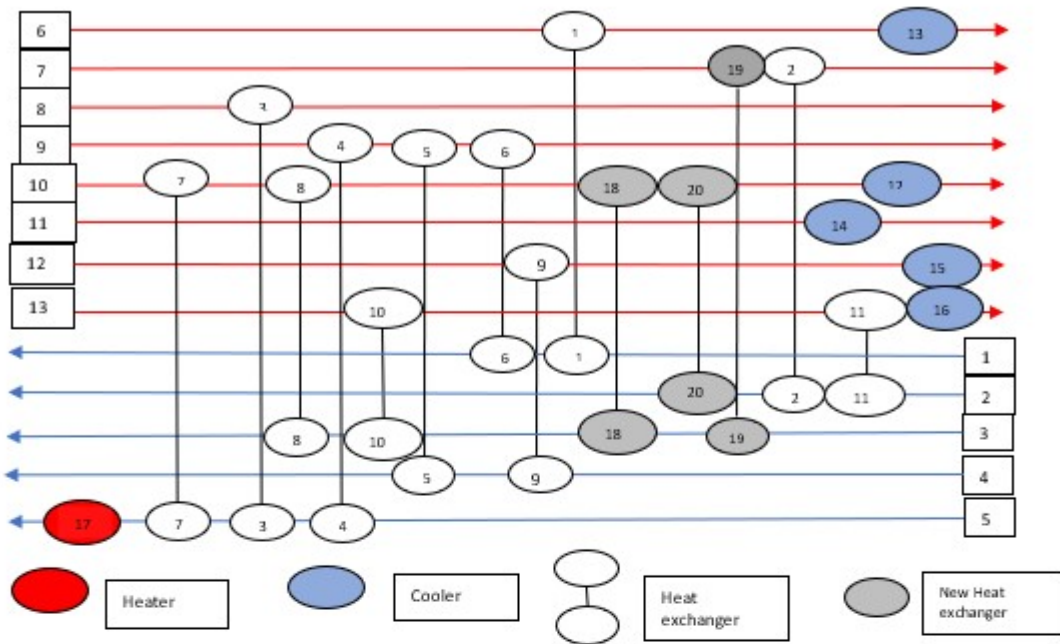 6 1 13
7 19 2
8 3
9 4 5 6
10 7 8 18 20
11 14
12 9 15
13 10 11 16
6 1 1
20 2 11 2
8 10 18 19 3
5 9 4
17 7 3 4 5
Heater
Cooler
Heat
exchanger
New Heat
exchanger